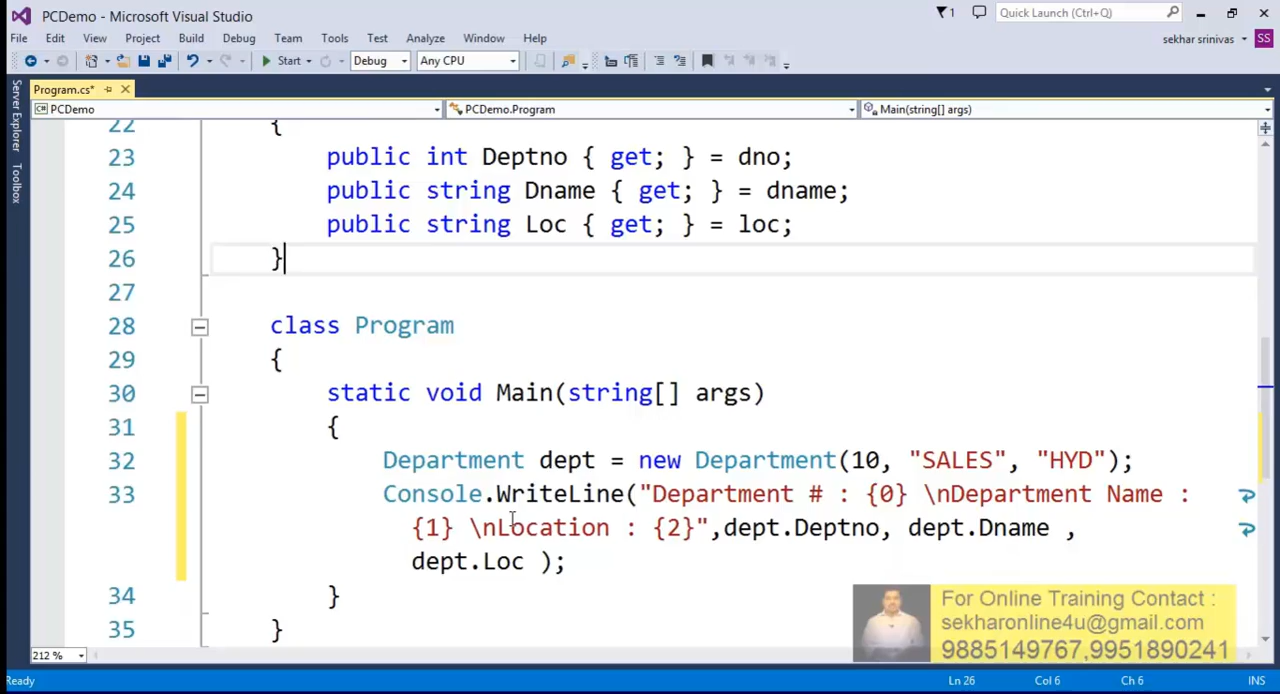 PCDemo - Microsoft Visual Studio
1
Quick Launch (Ctrl+Q)
File Edit View Project Build Debug Team Tools Test Analyze Window Help
sekhar srinivas SS
Start Debug Any CPU
Server Explorer
Toolbox
Program.cs*
PCDemo PCDemo.Program Main(string[] args)
22 {
23 public int Deptno { get; } = dno;
24 public string Dname { get; } = dname;
25 public string Loc { get; } = loc;
26 }
27
28 class Program
29 {
30 static void Main(string[] args)
31 {
32 Department dept = new Department(10, "SALES", "HYD");
33 Console.WriteLine("Department # : {0} \nDepartment Name :
{1} \nLocation : {2}",dept.Deptno, dept.Dname ,
dept.Loc );
34 }
35 }
For Online Training Contact :
sekharonline4u@gmail.com
9885149767,9951890241
212 %
Ready Ln 26 Col 6 Ch 6 INS